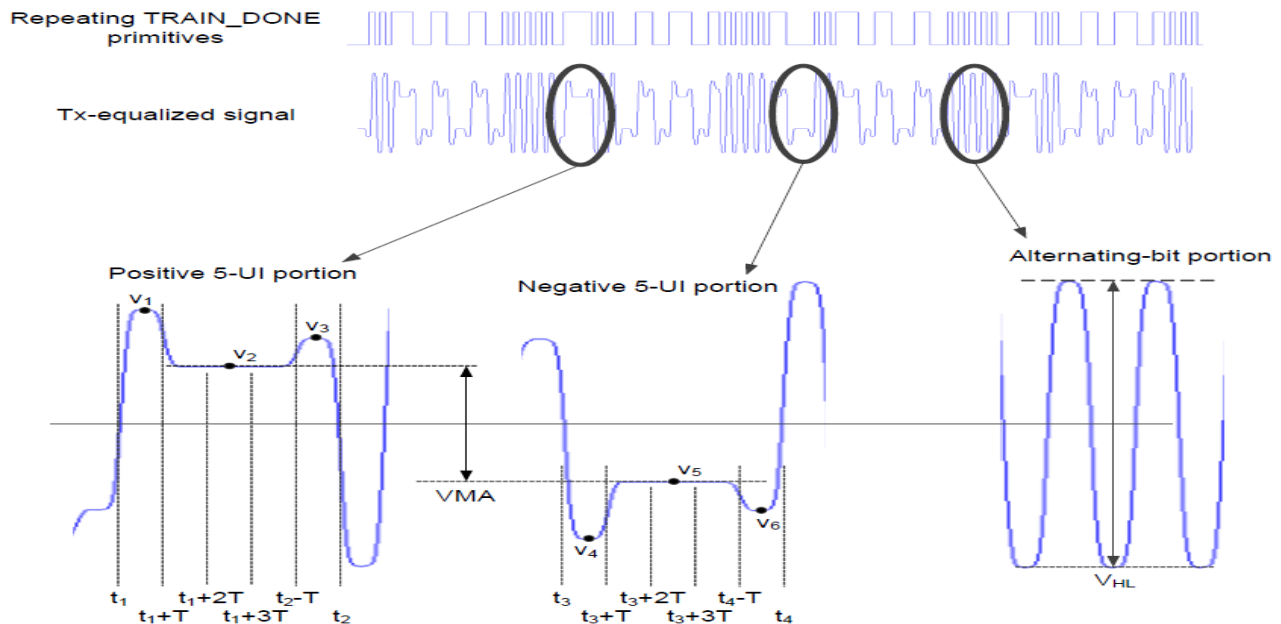 Repeating TRAIN_DONE
primitives
Tx-equalized signal
Positive 5-UI portion
Negative 5-UI portion
Alternating-bit portion
v₁
v₂
v₃
VMA
v₄
v₅
v₆
V_HL
t₁
t₁+T
t₁+2T
t₁+3T
t₂-T
t₂
t₃
t₃+T
t₃+2T
t₃+3T
t₄-T
t₄